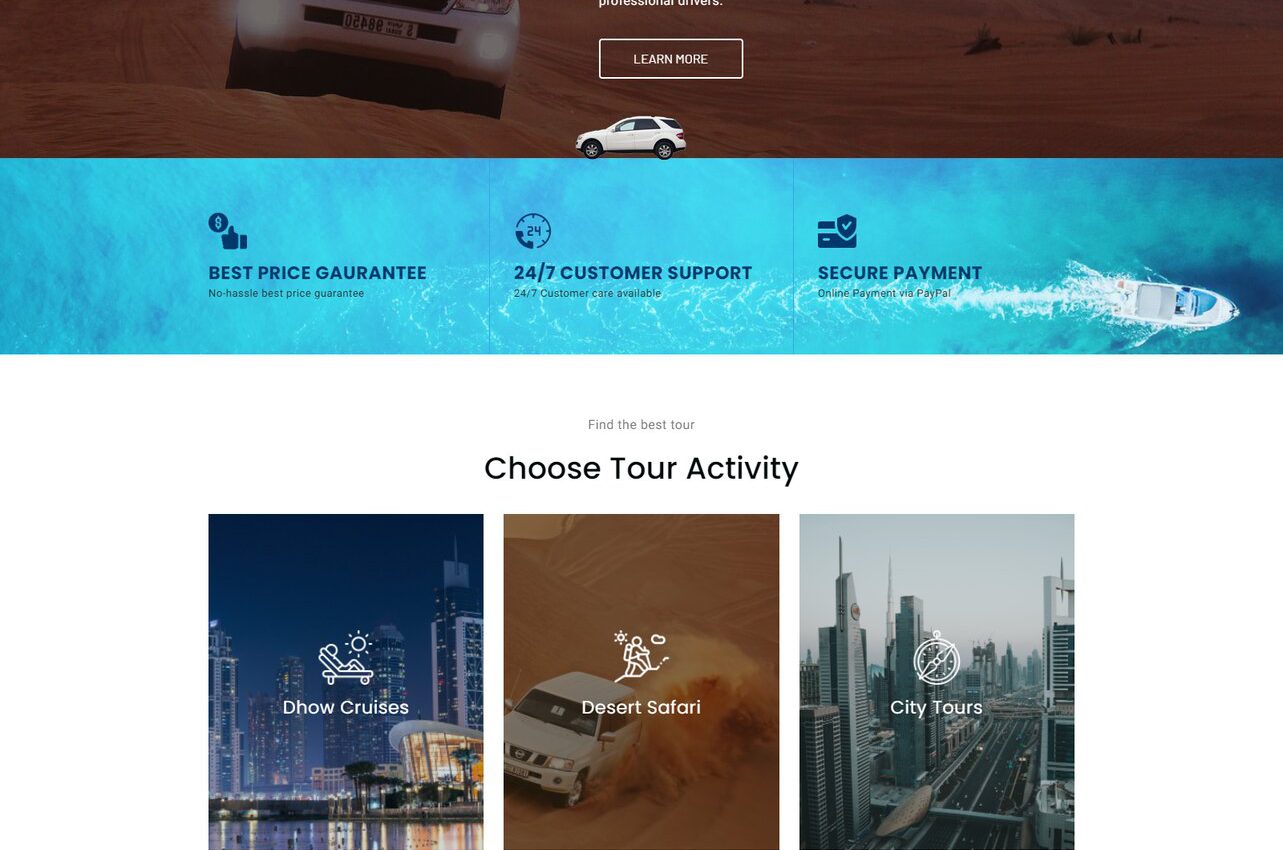 professional drivers.
LEARN MORE
BEST PRICE GAURANTEE
No-hassle best price guarantee
24
24/7 CUSTOMER SUPPORT
24/7 Customer care available
SECURE PAYMENT
Online Payment via PayPal
Find the best tour
Choose Tour Activity
Dhow Cruises
Desert Safari
City Tours